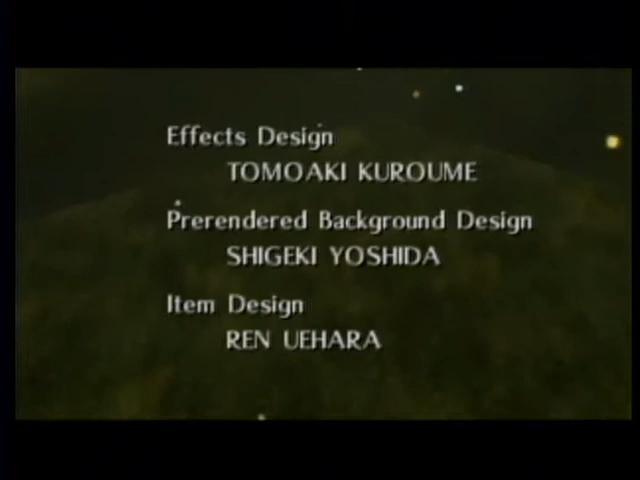 Effects Design
TOMOAKI KUROUME
Prerendered Background Design
SHIGEKI YOSHIDA
Item Design
REN UEHARA